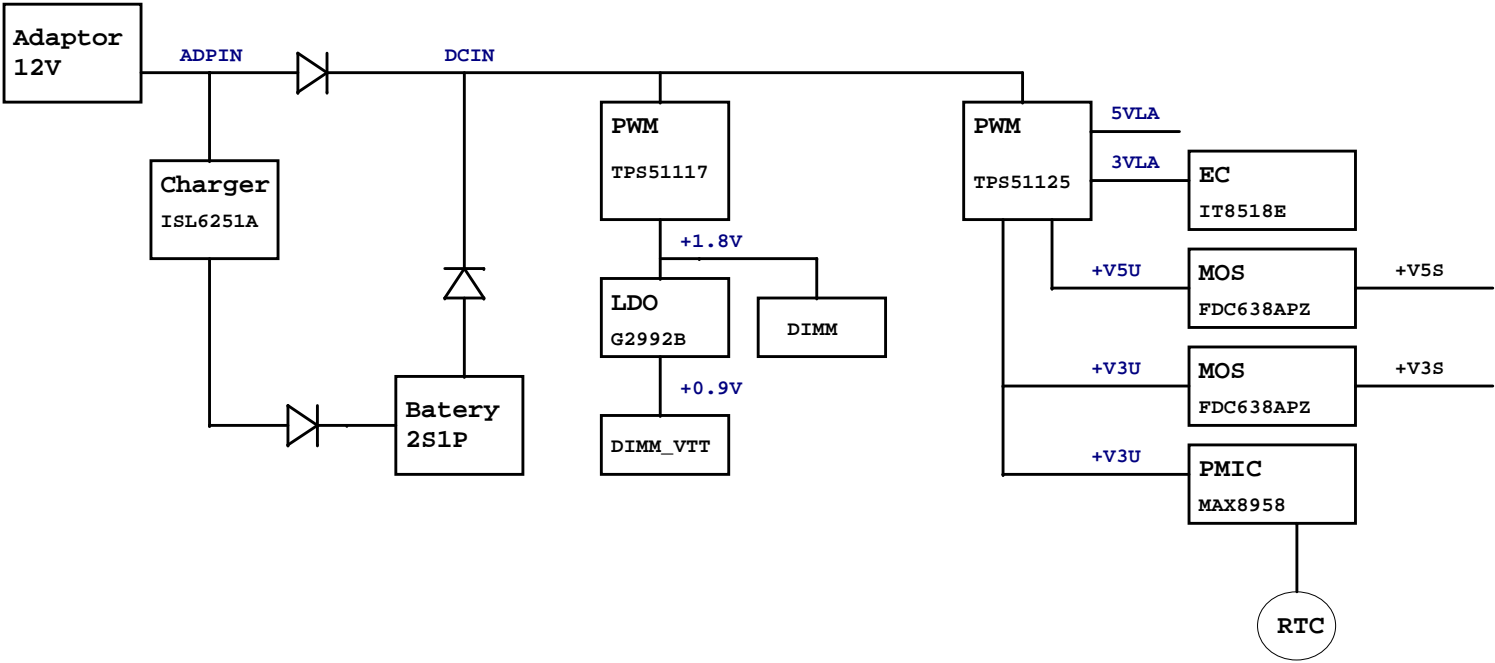 Adaptor
12V
ADPIN
DCIN
Charger
ISL6251A
Batery
2S1P
PWM
TPS51117
+1.8V
LDO
G2992B
DIMM
+0.9V
DIMM_VTT
PWM
TPS51125
5VLA
3VLA
EC
IT8518E
+V5U
MOS
FDC638APZ
+V5S
+V3U
MOS
FDC638APZ
+V3S
+V3U
PMIC
MAX8958
RTC